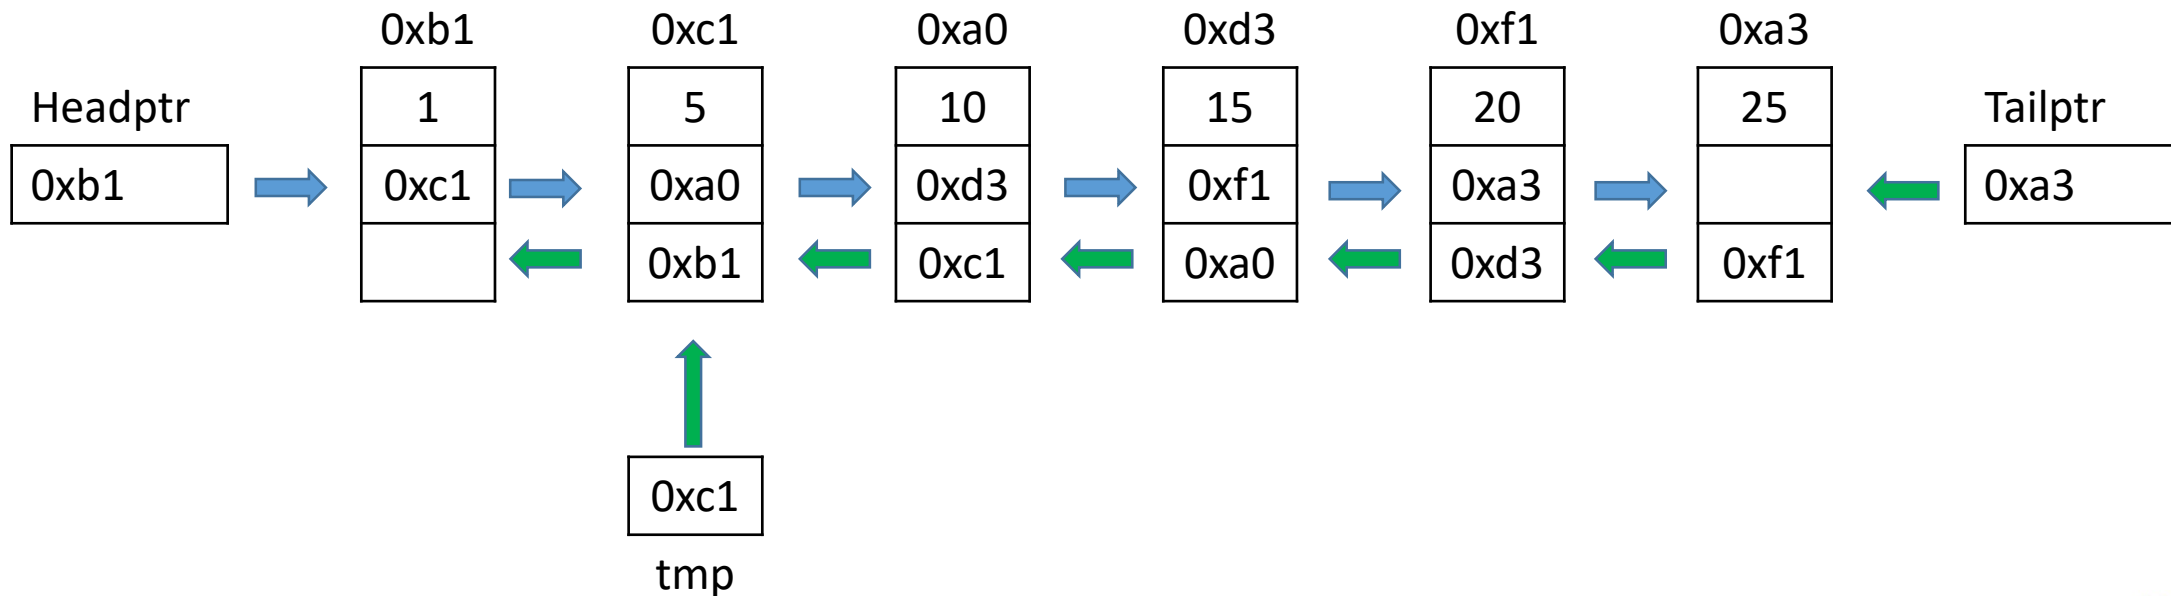 0xb1 0xc1 0xa0 0xd3 0xf1 0xa3
Headptr 1 5 10 15 20 25 Tailptr
0xb1 0xc1 0xa0 0xd3 0xf1 0xa3 0xa3
0xb1 0xc1 0xa0 0xd3 0xf1
0xc1
tmp